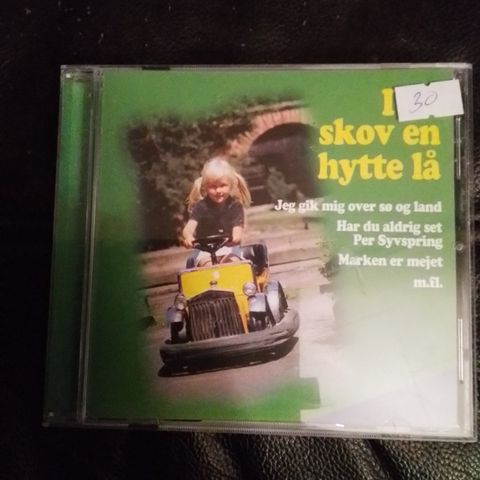 I
30
skov en
hytte lå
Jeg gik mig over sø og land
Har du aldrig set
Per Syvspring
Marken er mejet
m.fl.